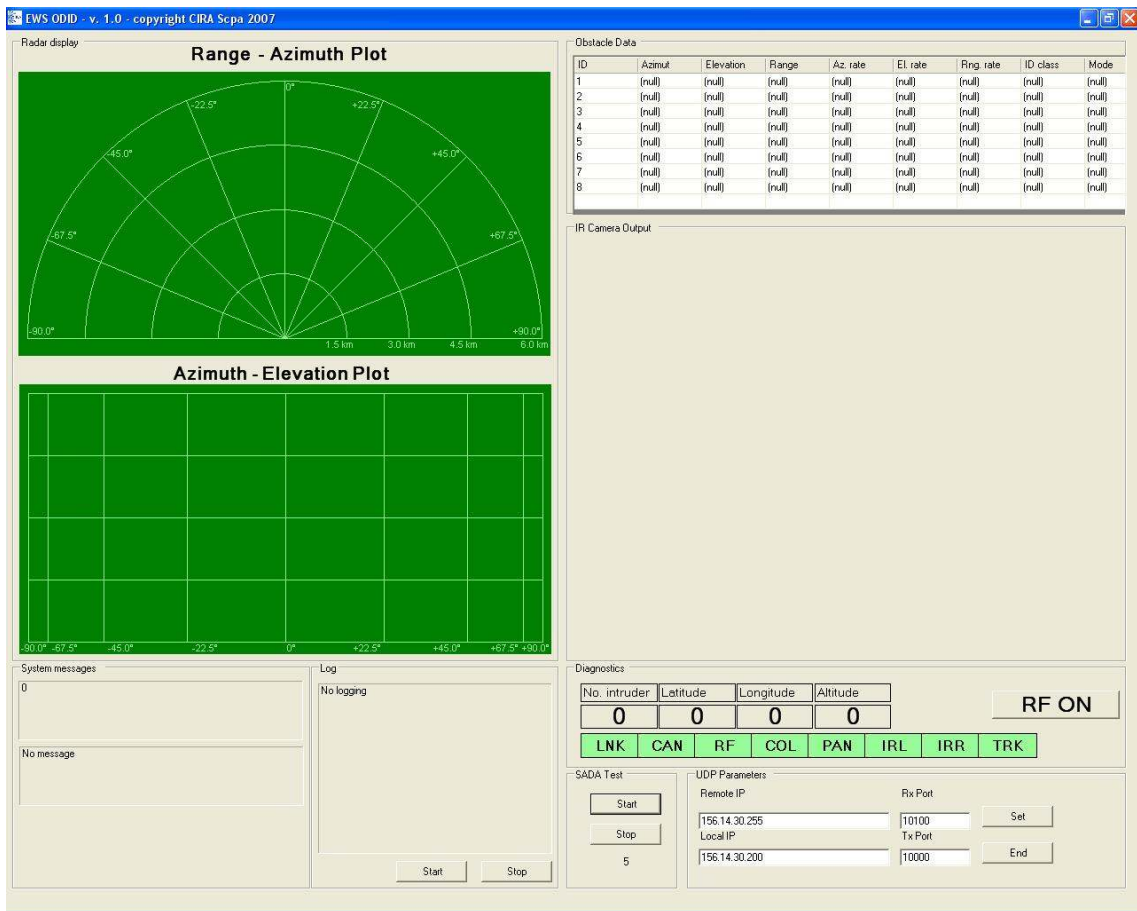 EWS ODID - v. 1.0 - copyright CIRA Scpa 2007
Radar display
Range - Azimuth Plot
0°
-22.5° +22.5°
-45.0° +45.0°
-67.5° +67.5°
-90.0° +90.0°
1.5 km 3.0 km 4.5 km 6.0 km
Azimuth - Elevation Plot
-90.0° -67.5° -45.0° -22.5° 0° +22.5° +45.0° +67.5° +90.0°
Obstacle Data
ID Azimut Elevation Range Az. rate El. rate Rng. rate ID class Mode
1 (null) (null) (null) (null) (null) (null) (null) (null)
2 (null) (null) (null) (null) (null) (null) (null) (null)
3 (null) (null) (null) (null) (null) (null) (null) (null)
4 (null) (null) (null) (null) (null) (null) (null) (null)
5 (null) (null) (null) (null) (null) (null) (null) (null)
6 (null) (null) (null) (null) (null) (null) (null) (null)
7 (null) (null) (null) (null) (null) (null) (null) (null)
8 (null) (null) (null) (null) (null) (null) (null) (null)
IR Camera Output
System messages
0
No message
Log
No logging
Start Stop
Diagnostics
No. intruder Latitude Longitude Altitude
0 0 0 0
RF ON
LNK CAN RF COL PAN IRL IRR TRK
SADA Test
Start
Stop
5
UDP Parameters
Remote IP Rx Port
156.14.30.255 10100 Set
Local IP Tx Port
156.14.30.200 10000 End